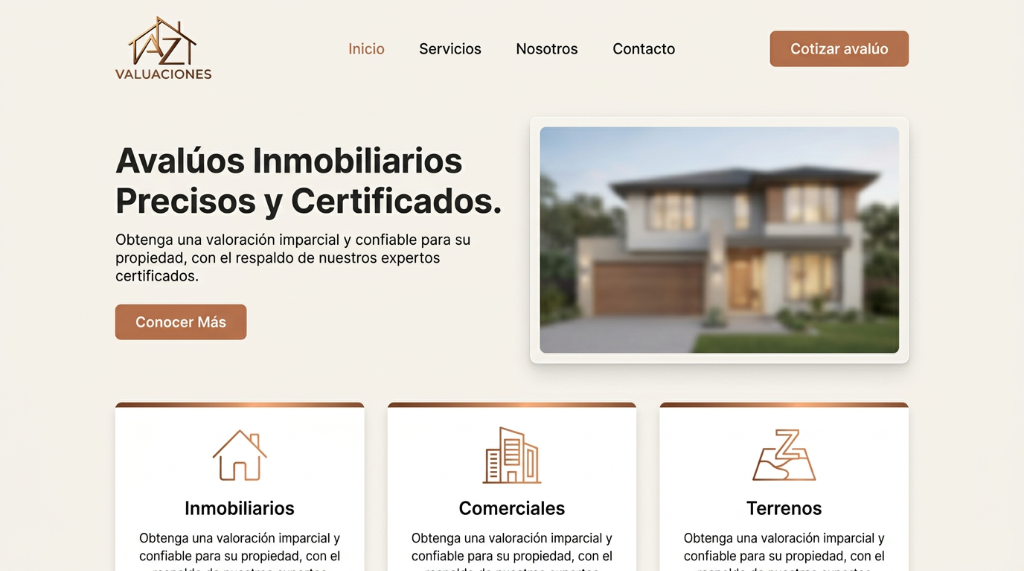 AZ
VALUACIONES
Inicio
Servicios
Nosotros
Contacto
Cotizar avalúo
Avalúos Inmobiliarios
Precisos y Certificados.
Obtenga una valoración imparcial y confiable para su
propiedad, con el respaldo de nuestros expertos
certificados.
Conocer Más
Inmobiliarios
Obtenga una valoración imparcial y
confiable para su propiedad, con el
Comerciales
Obtenga una valoración imparcial y
confiable para su propiedad, con el
Z
Terrenos
Obtenga una valoración imparcial y
confiable para su propiedad, con el